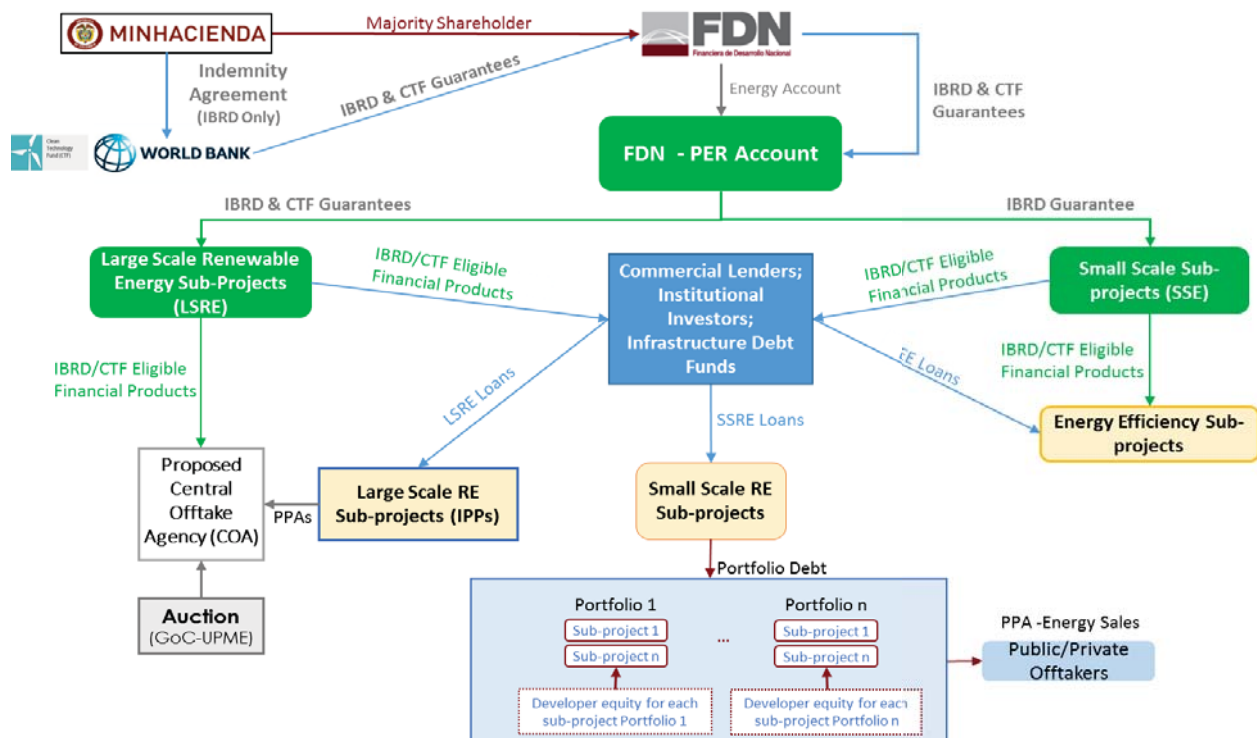 MINHACIENDA
Majority Shareholder
FDN
Financiera de Desarrollo Nacional
Indemnity
Agreement
(IBRD Only)
IBRD & CTF Guarantees
Energy Account
IBRD & CTF
Guarantees
Clean
Technology
Fund (CTF)
WORLD BANK
FDN - PER Account
IBRD & CTF Guarantees
IBRD Guarantee
Large Scale Renewable
Energy Sub-Projects
(LSRE)
IBRD/CTF Eligible
Financial Products
Commercial Lenders;
Institutional
Investors;
Infrastructure Debt
Funds
IBRD/CTF Eligible
Financial Products
Small Scale Sub-
projects (SSE)
IBRD/CTF Eligible
Financial Products
LSRE Loans
SSRE Loans
EE Loans
IBRD/CTF Eligible
Financial Products
Energy Efficiency Sub-
projects
Proposed
Central
Offtake
Agency (COA)
PPAs
Large Scale RE
Sub-projects (IPPs)
Small Scale RE
Sub-projects
Auction
(GoC-UPME)
Portfolio Debt
Portfolio 1
Sub-project 1
Sub-project n
...
Portfolio n
Sub-project 1
Sub-project n
Developer equity for each
sub-project Portfolio 1
Developer equity for each
sub-project Portfolio n
PPA -Energy Sales
Public/Private
Offtakers